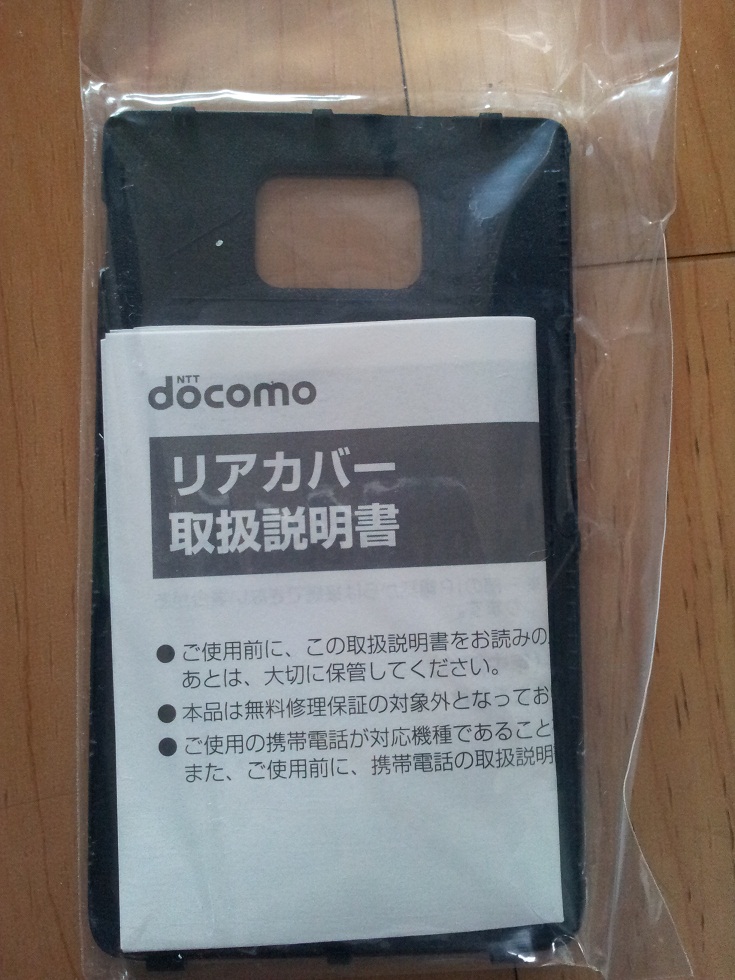 NTT
docomo
リアカバー
取扱説明書
● ご使用前に、この取扱説明書をお読みの
あとは、大切に保管してください。
● 本品は無料修理保証の対象外となってお
● ご使用の携帯電話が対応機種であること
また、ご使用前に、携帯電話の取扱説明